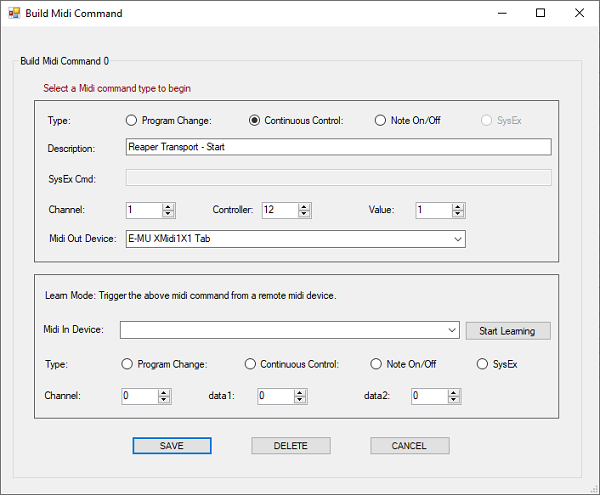 Build Midi Command
Build Midi Command 0
Select a Midi command type to begin
Type: Program Change: Continuous Control: Note On/Off SysEx
Description: Reaper Transport - Start
SysEx Cmd:
Channel: 1 Controller: 12 Value: 1
Midi Out Device: E-MU XMidi1X1 Tab
Learn Mode: Trigger the above midi command from a remote midi device.
Midi In Device: Start Learning
Type: Program Change: Continuous Control: Note On/Off SysEx
Channel: 0 data1: 0 data2: 0
SAVE DELETE CANCEL